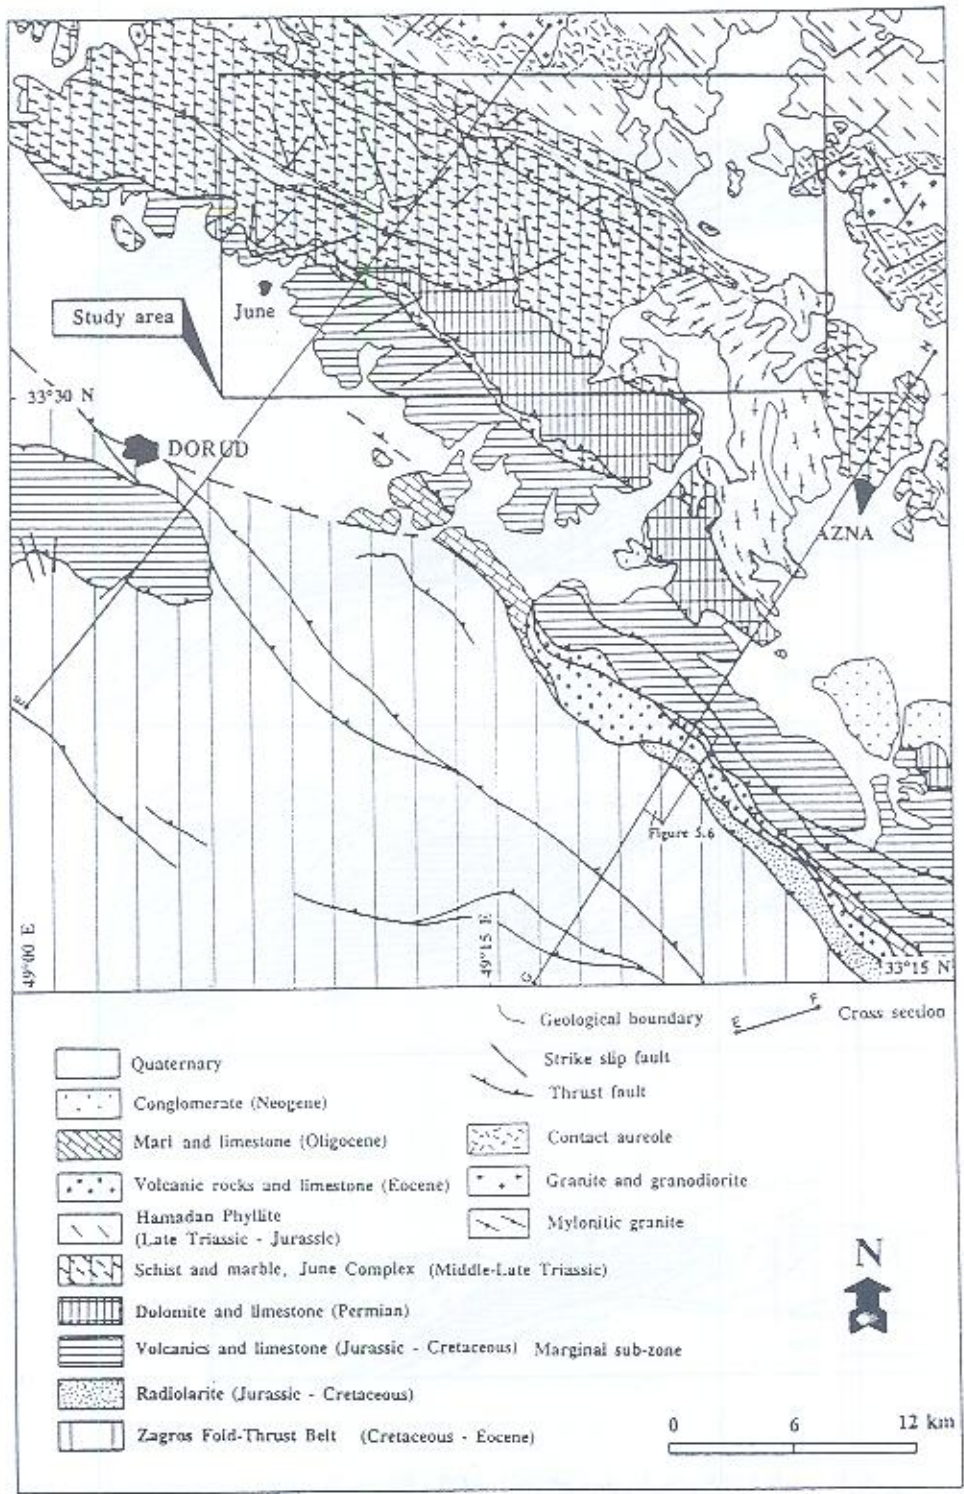 F
June
Study area
33°30 N
DORUD
H
AZNA
E
Figure 5.6
49°00 E
49°15 E
G
33°15 N
Geological boundary
E F
Cross section
Quaternary
Strike slip fault
Conglomerate (Neogene)
Thrust fault
Marl and limestone (Oligocene)
Contact aureole
Volcanic rocks and limestone (Eocene)
Granite and granodiorite
Hamadan Phyllite
(Late Triassic - Jurassic)
Mylonitic granite
Schist and marble, June Complex (Middle-Late Triassic)
N
Dolomite and limestone (Permian)
Volcanics and limestone (Jurassic - Cretaceous) Marginal sub-zone
Radiolarite (Jurassic - Cretaceous)
Zagros Fold-Thrust Belt (Cretaceous - Eocene)
0 6 12 km